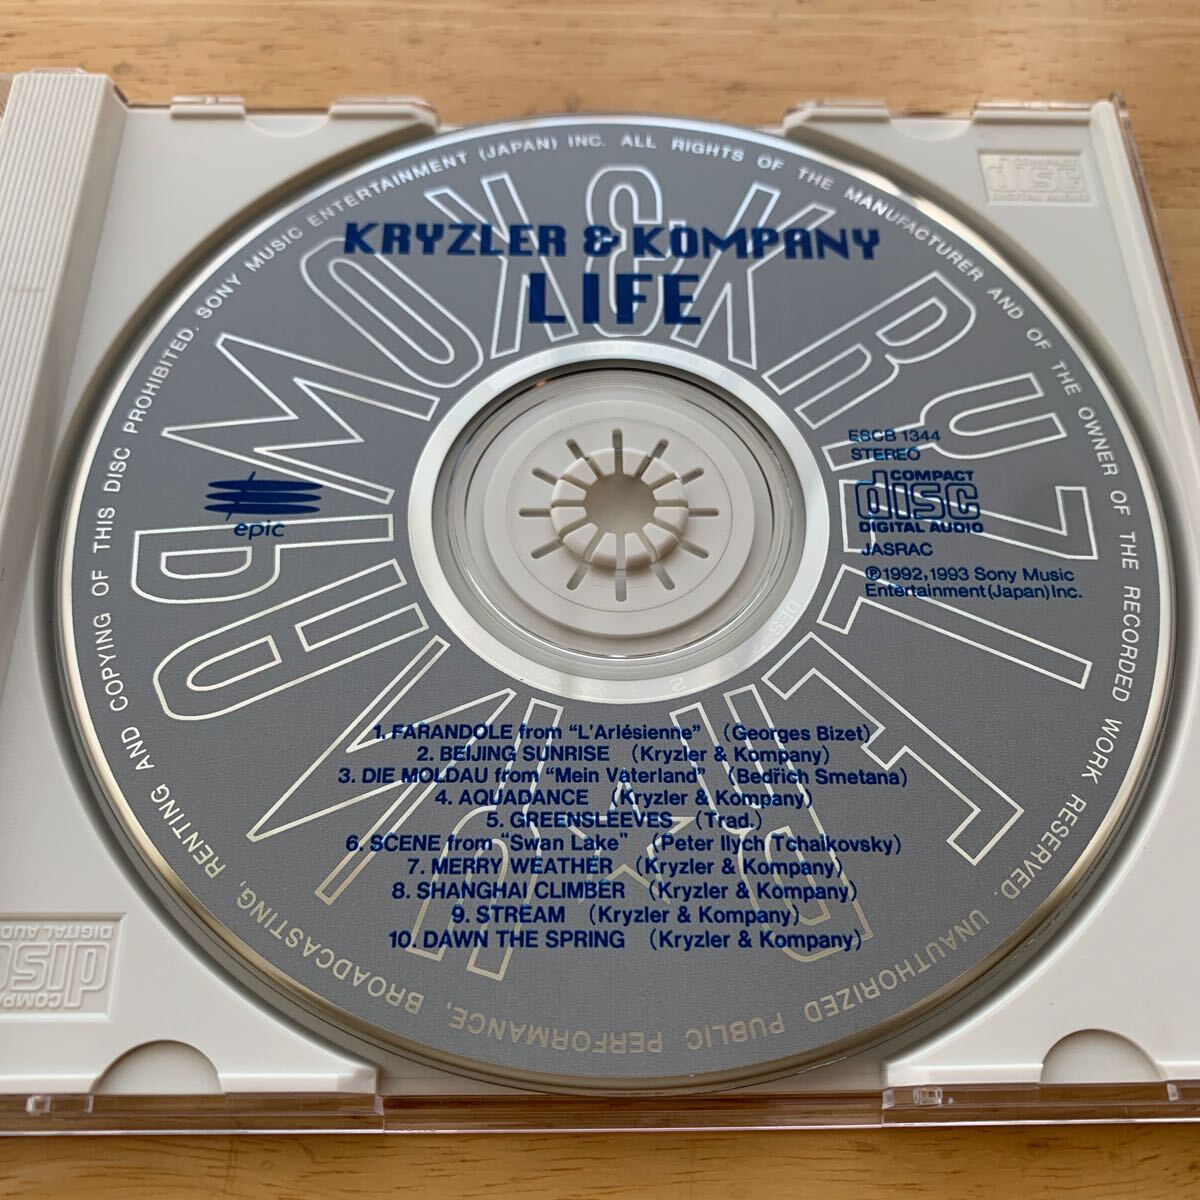 KRYZLER & KOMPANY
LIFE
KRYZLER & KOMPANY
epic
ESCB 1344
STEREO
COMPACT
disc
DIGITAL AUDIO
JASRAC
℗1992,1993 Sony Music
Entertainment(Japan)Inc.
1. FARANDOLE from “L'Arlésienne” (Georges Bizet)
2. BEIJING SUNRISE (Kryzler & Kompany)
3. DIE MOLDAU from “Mein Vaterland” (Bedřich Smetana)
4. AQUADANCE (Kryzler & Kompany)
5. GREENSLEEVES (Trad.)
6. SCENE from “Swan Lake” (Peter Ilych Tchaikovsky)
7. MERRY WEATHER (Kryzler & Kompany)
8. SHANGHAI CLIMBER (Kryzler & Kompany)
9. STREAM (Kryzler & Kompany)
10. DAWN THE SPRING (Kryzler & Kompany)
SONY MUSIC ENTERTAINMENT (JAPAN) INC. ALL RIGHTS OF THE MANUFACTURER AND OF THE OWNER OF THE RECORDED WORK RESERVED. UNAUTHORIZED PUBLIC PERFORMANCE, BROADCASTING, RENTING AND COPYING OF THIS DISC PROHIBITED.
COMPACT
disc
DIGITAL AUDIO
COMPACT
disc
DIGITAL AUDIO